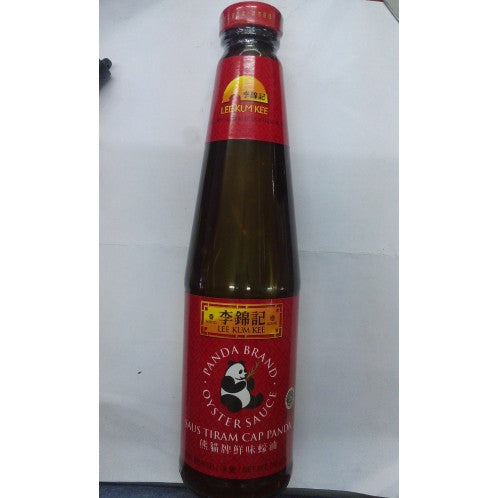 李錦記
LEE KUM KEE
李錦記
LEE KUM KEE
PANDA BRAND
OYSTER SAUCE
SAUS TIRAM CAP PANDA
熊貓牌鮮味蠔油